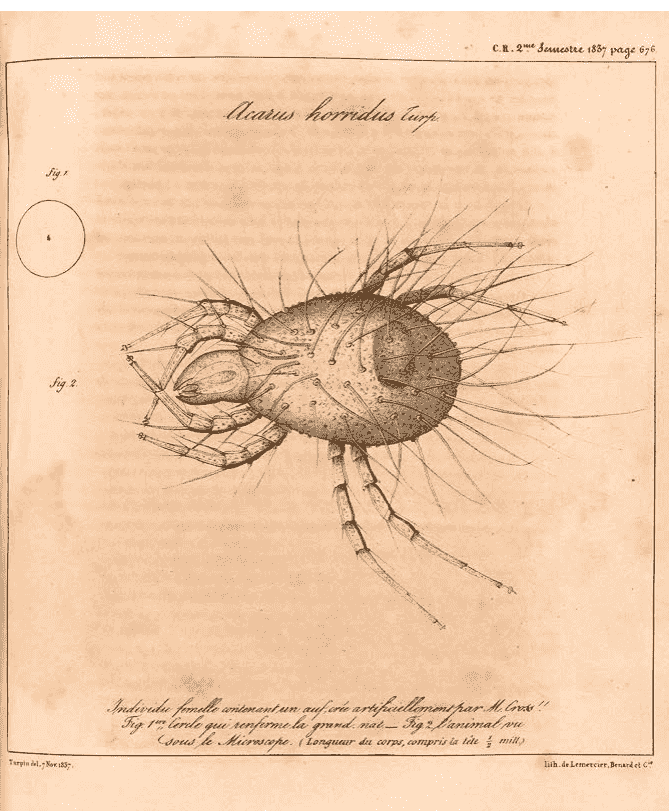 C.R. 2me Semestre 1837 page 676
Acarus horridus Turp.
Fig. 1.
Fig. 2.
Individu femelle contenant un œuf, crée artificiellement par M. Cross!!
Fig. 1ere, Cercle qui renferme la grand. nat — Fig. 2, l'animal, vu
sous le Microscope. (Longueur du corps, compris la tête ½ mill.)
Turpin del. 7 Nov. 1837.
lith. de Lemercier, Benard et Cie